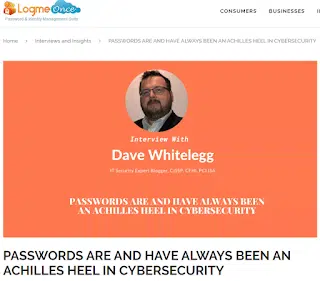 LogmeOnce
Password & Identity Management Suite
CONSUMERS BUSINESSES
Home > Interviews and Insights > PASSWORDS ARE AND HAVE ALWAYS BEEN AN ACHILLES HEEL IN CYBERSECURITY
Interview With
Dave Whitelegg
IT Security Expert Blogger, CISSP, CCSP, PCI ISA
PASSWORDS ARE AND HAVE ALWAYS BEEN
AN ACHILLES HEEL IN CYBERSECURITY
PASSWORDS ARE AND HAVE ALWAYS BEEN AN
ACHILLES HEEL IN CYBERSECURITY